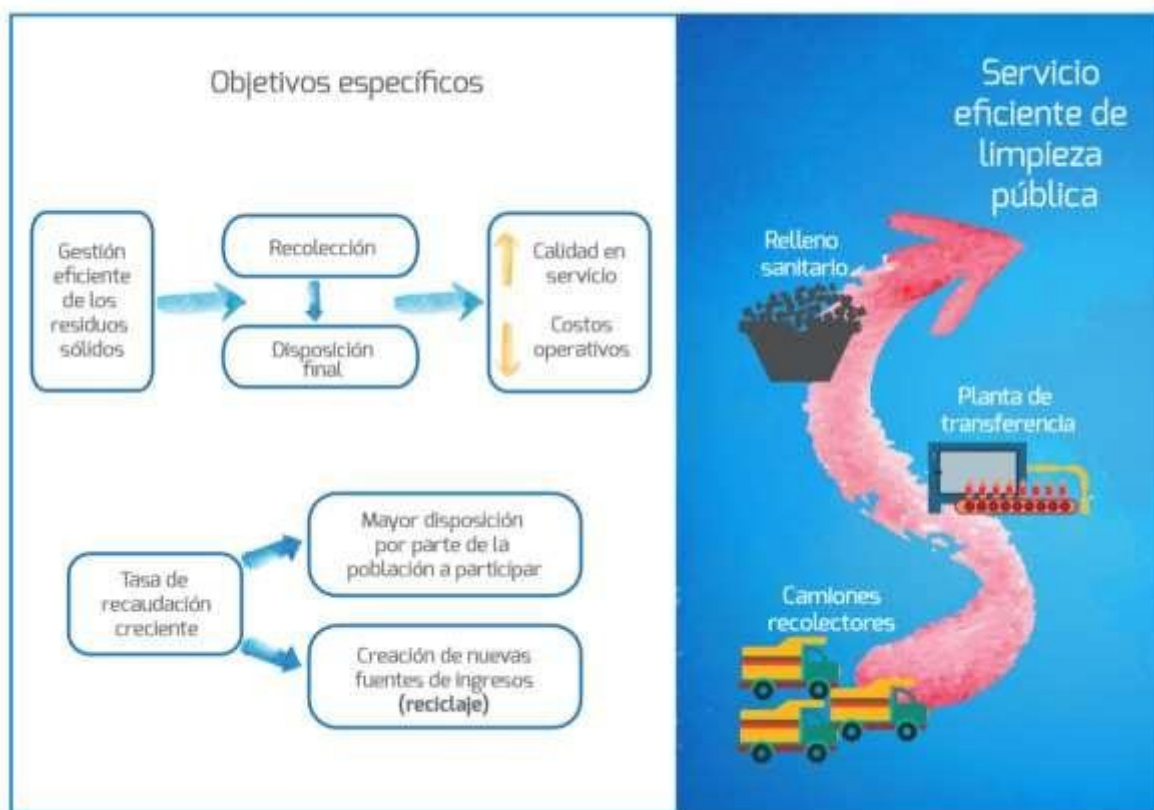 Objetivos específicos
Gestión
eficiente
de los
residuos
sólidos
Recolección
Disposición
final
Calidad en
servicio
Costos
operativos
Tasa de
recaudación
creciente
Mayor disposición
por parte de la
población a participar
Creación de nuevas
fuentes de ingresos
(reciclaje)
Servicio
eficiente de
limpieza
pública
Relleno
sanitario
Planta de
transferencia
Camiones
recolectores